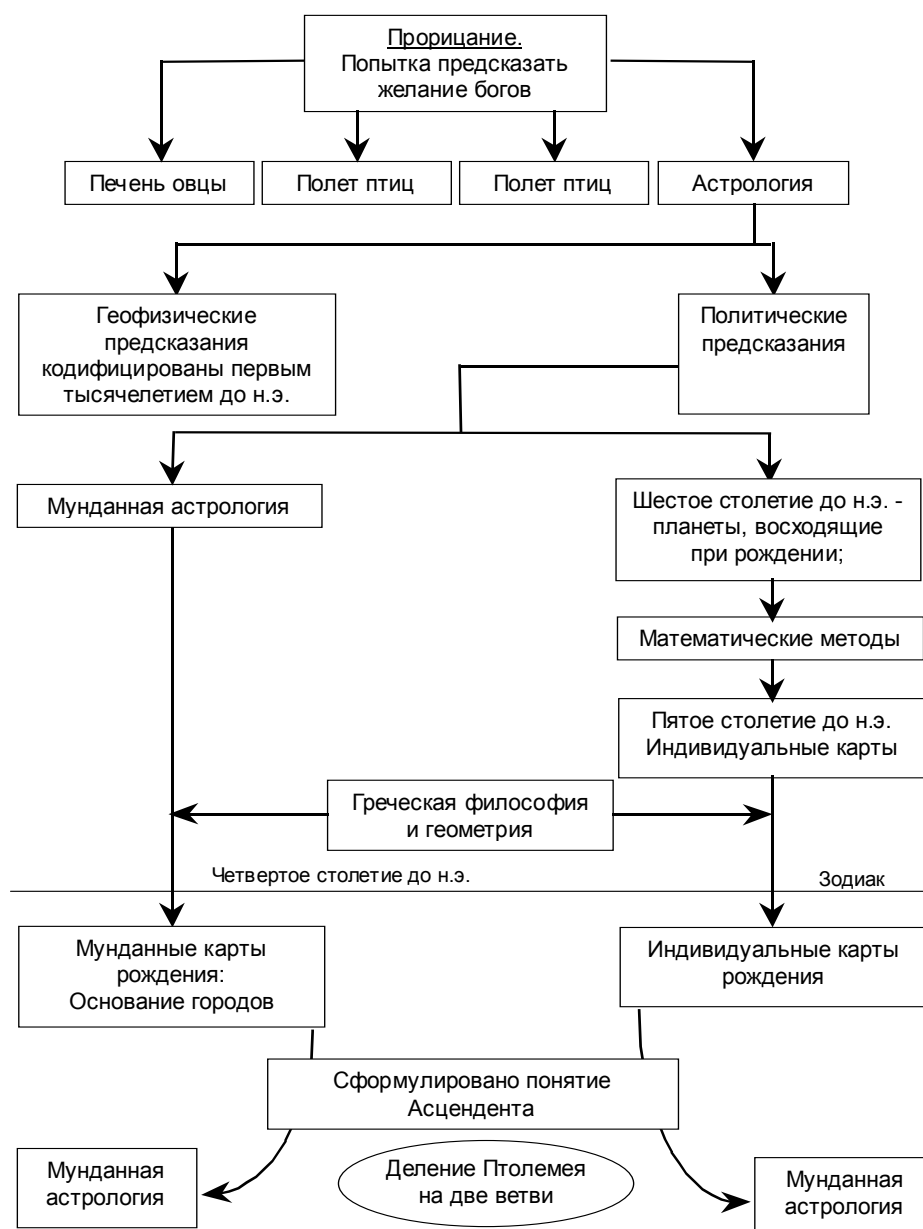 Прорицание.
Попытка предсказать
желание богов
Печень овцы
Полет птиц
Полет птиц
Астрология
Геофизические
предсказания
кодифицированы первым
тысячелетием до н.э.
Политические
предсказания
Мунданная астрология
Шестое столетие до н.э. -
планеты, восходящие
при рождении;
Математические методы
Пятое столетие до н.э.
Индивидуальные карты
Греческая философия
и геометрия
Четвертое столетие до н.э.
Зодиак
Мунданные карты
рождения:
Основание городов
Индивидуальные карты
рождения
Сформулировано понятие
Асцендента
Мунданная
астрология
Деление Птолемея
на две ветви
Мунданная
астрология